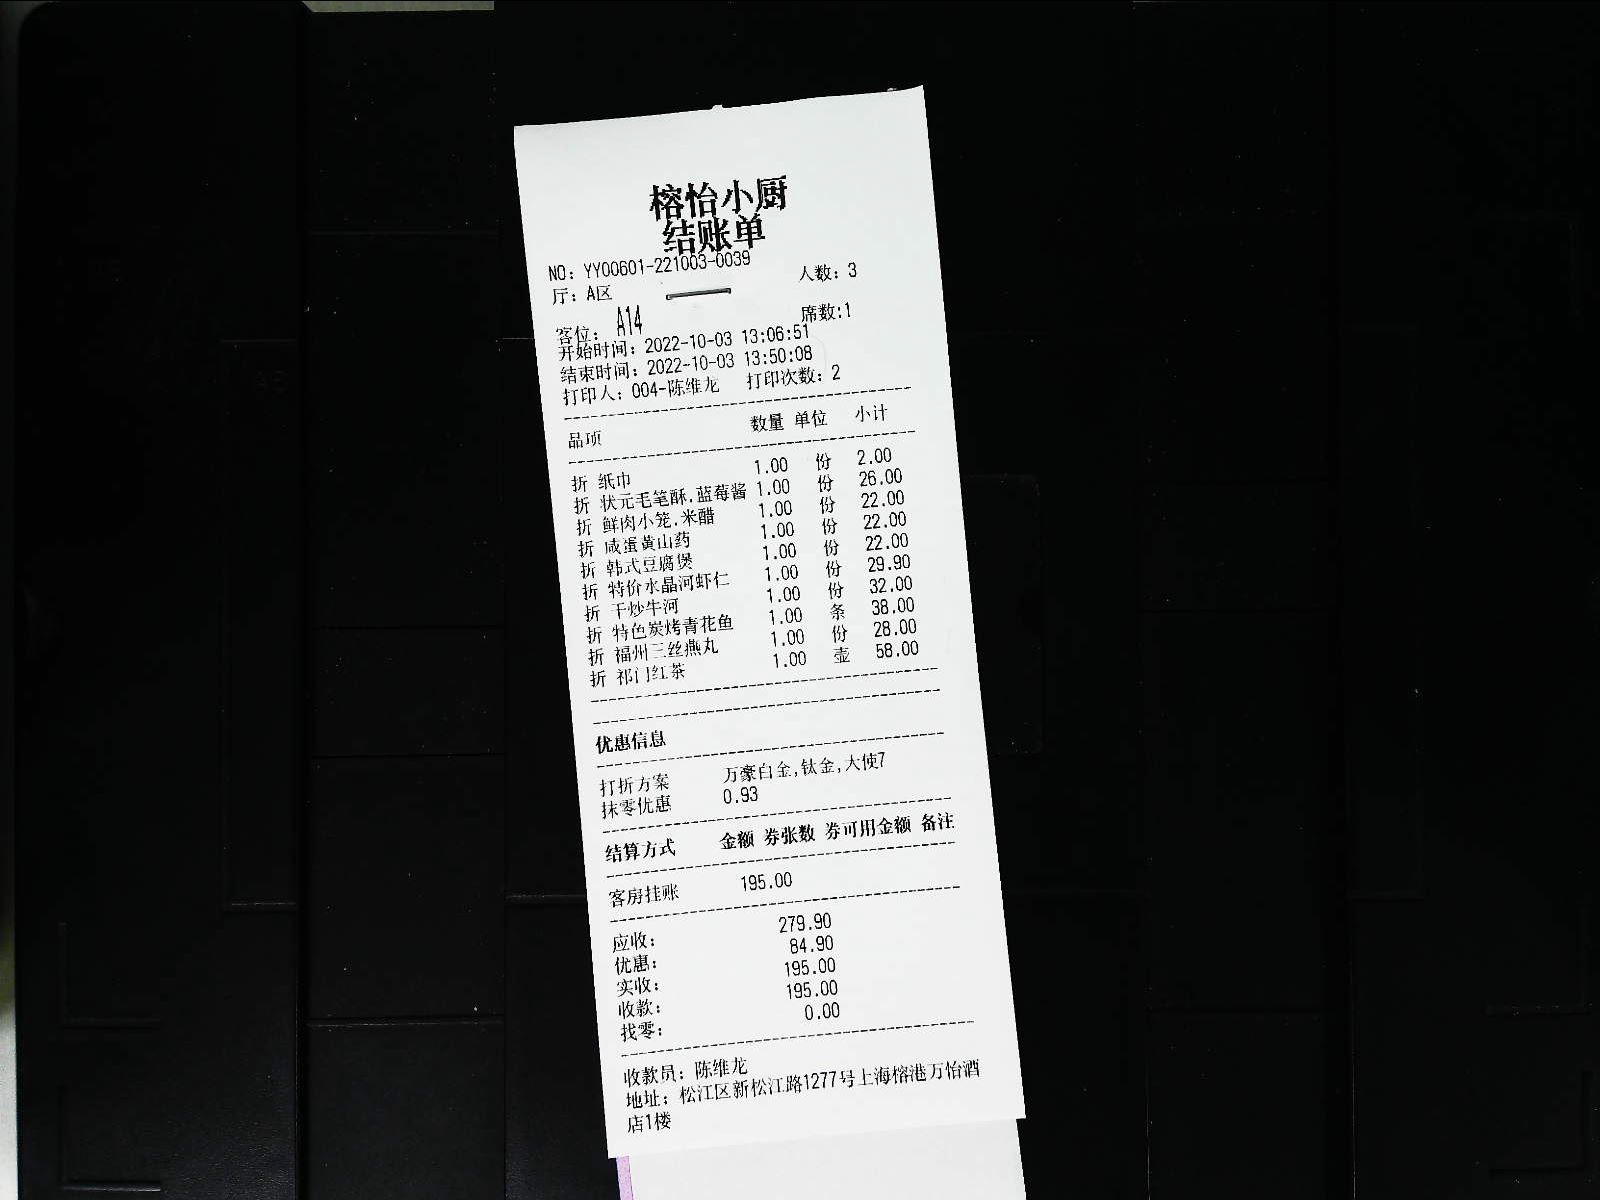 榕怡小厨
结账单
NO: YY00601-221003-0039
厅: A区 人数: 3
客位: A14 席数:1
开始时间: 2022-10-03 13:06:51
结束时间: 2022-10-03 13:50:08
打印人: 004-陈维龙 打印次数: 2
品项 数量 单位 小计
折 纸巾 1.00 份 2.00
折 状元毛笔酥.蓝莓酱 1.00 份 26.00
折 鲜肉小笼.米醋 1.00 份 22.00
折 咸蛋黄山药 1.00 份 22.00
折 韩式豆腐煲 1.00 份 22.00
折 特价水晶河虾仁 1.00 份 29.90
折 干炒牛河 1.00 份 32.00
折 特色炭烤青花鱼 1.00 条 38.00
折 福州三丝燕丸 1.00 份 28.00
折 祁门红茶 1.00 壶 58.00
优惠信息
打折方案 万豪白金,钛金,大使7
抹零优惠 0.93
结算方式 金额 券张数 券可用金额 备注
客房挂账 195.00
应收: 279.90
优惠: 84.90
实收: 195.00
收款: 195.00
找零: 0.00
收款员: 陈维龙
地址: 松江区新松江路1277号上海榕港万怡酒
店1楼